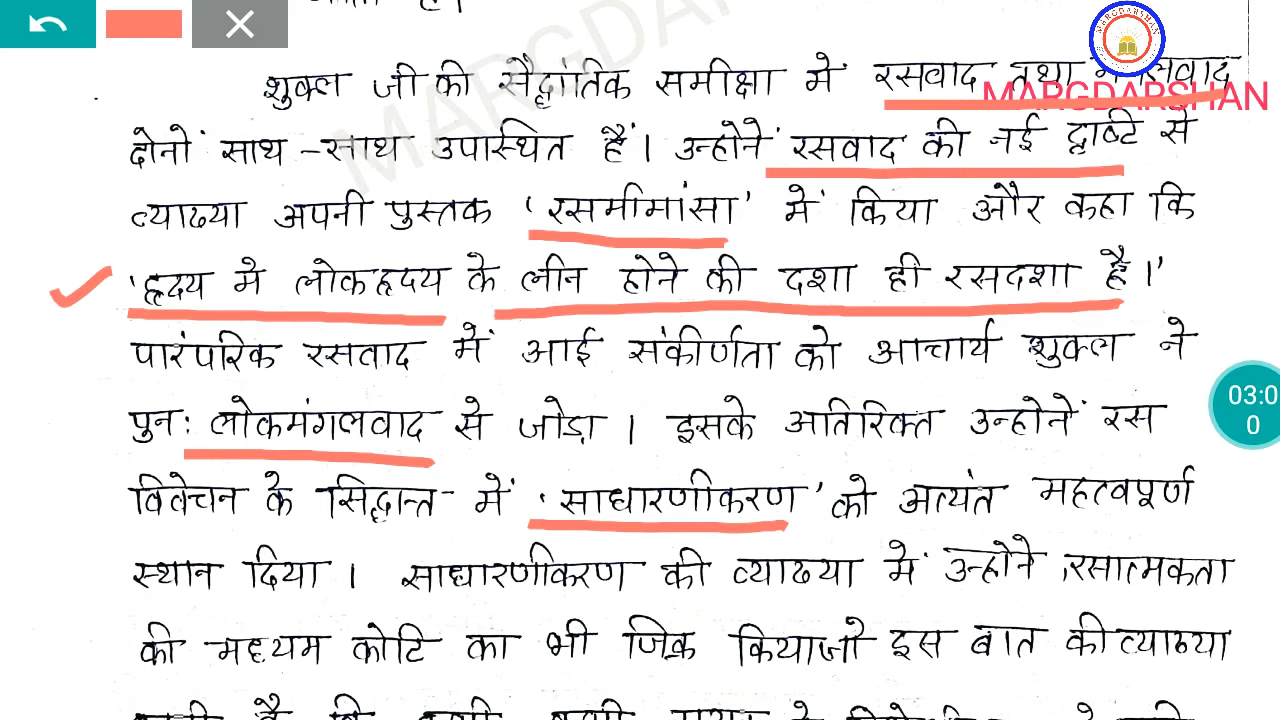 शुक्ल जी की सैद्धांतिक समीक्षा में रसवाद तथा
MARGDARSHAN
दोनों साथ-साथ उपस्थित हैं। उन्होनें रसवाद की नई दृष्टि से
व्याख्या अपनी पुस्तक 'रसमीमांसा' में किया और कहा कि
'हृदय मे लोकहृदय के लीन होने की दशा ही रसदशा है।'
पारंपरिक रसवाद में आई संकीर्णता को आचार्य शुक्ल ने
03:0
0
पुनः लोकमंगलवाद से जोड़ा। इसके अतिरिक्त उन्होनें रस
विवेचन के सिद्धान्त- में 'साधारणीकरण' को अत्यंत महत्वपूर्ण
स्थान दिया। साधारणीकरण की व्याख्या में उन्होने रसात्मकता
की मध्यम कोटि का भी जिक्र कियाजो इस बात की व्याख्या